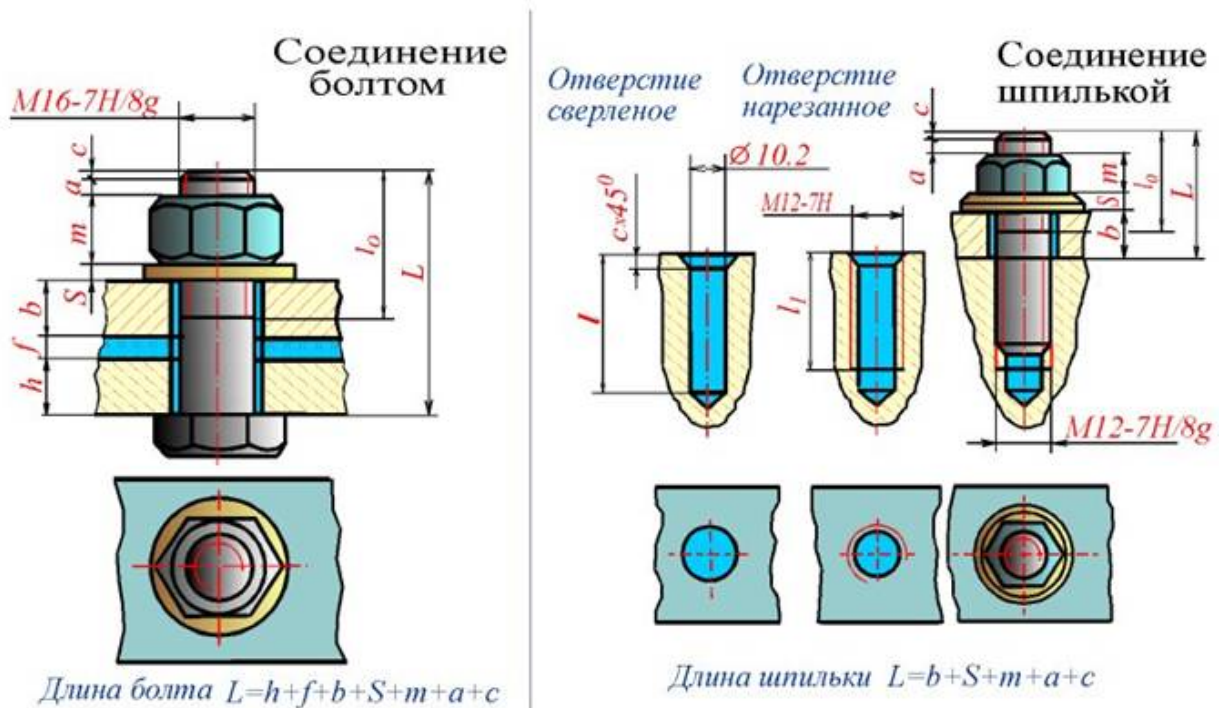 Соединение
болтом
M16-7H/8g
c
a
m
S
b
f
h
l₀
L
Длина болта L=h+f+b+S+m+a+c
Отверстие
сверленое
Ø 10.2
c×45⁰
l
Отверстие
нарезанное
M12-7H
l₁
Соединение
шпилькой
c
a
m
S
b
l₀
L
M12-7H/8g
Длина шпильки L=b+S+m+a+c